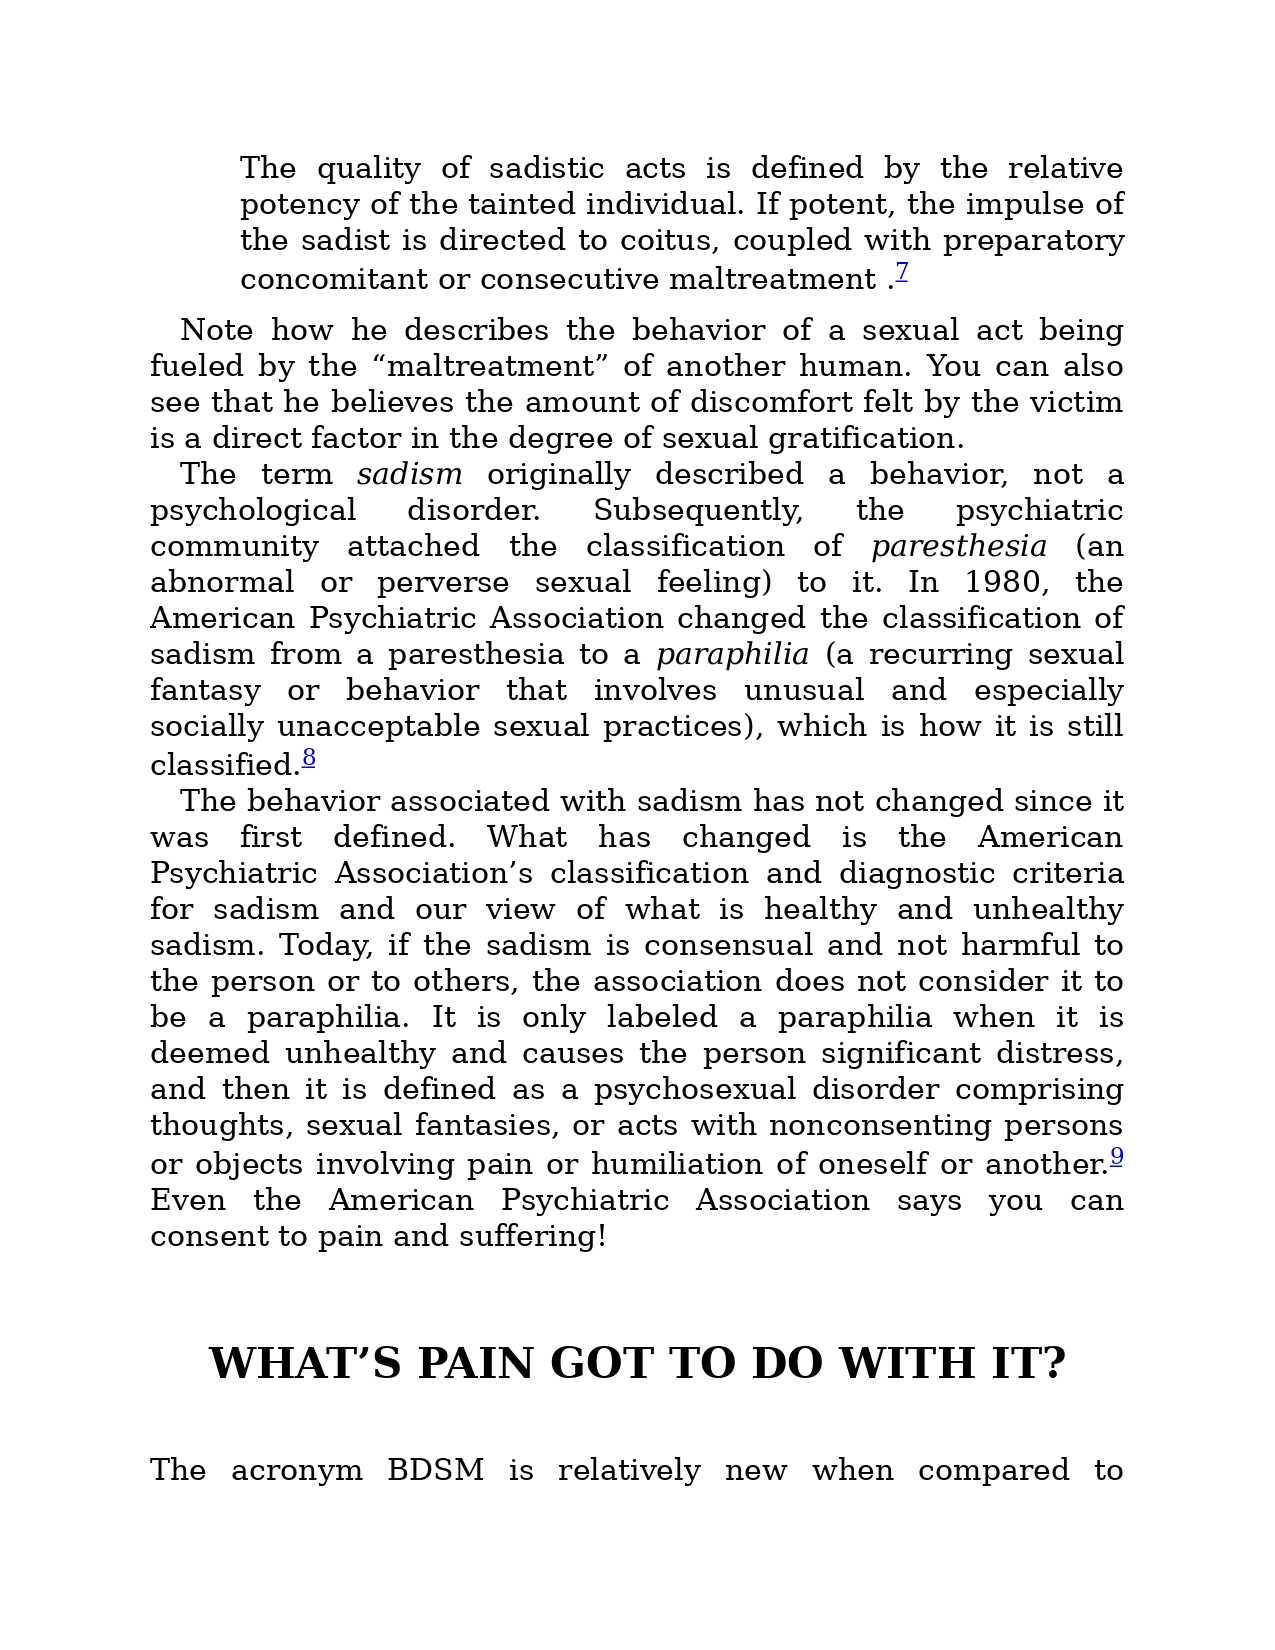 The quality of sadistic acts is defined by the relative
potency of the tainted individual. If potent, the impulse of
the sadist is directed to coitus, coupled with preparatory
concomitant or consecutive maltreatment .7
Note how he describes the behavior of a sexual act being
fueled by the “maltreatment” of another human. You can also
see that he believes the amount of discomfort felt by the victim
is a direct factor in the degree of sexual gratification.
The term sadism originally described a behavior, not a
psychological disorder. Subsequently, the psychiatric
community attached the classification of paresthesia (an
abnormal or perverse sexual feeling) to it. In 1980, the
American Psychiatric Association changed the classification of
sadism from a paresthesia to a paraphilia (a recurring sexual
fantasy or behavior that involves unusual and especially
socially unacceptable sexual practices), which is how it is still
classified.8
The behavior associated with sadism has not changed since it
was first defined. What has changed is the American
Psychiatric Association’s classification and diagnostic criteria
for sadism and our view of what is healthy and unhealthy
sadism. Today, if the sadism is consensual and not harmful to
the person or to others, the association does not consider it to
be a paraphilia. It is only labeled a paraphilia when it is
deemed unhealthy and causes the person significant distress,
and then it is defined as a psychosexual disorder comprising
thoughts, sexual fantasies, or acts with nonconsenting persons
or objects involving pain or humiliation of oneself or another.9
Even the American Psychiatric Association says you can
consent to pain and suffering!
WHAT’S PAIN GOT TO DO WITH IT?
The acronym BDSM is relatively new when compared to